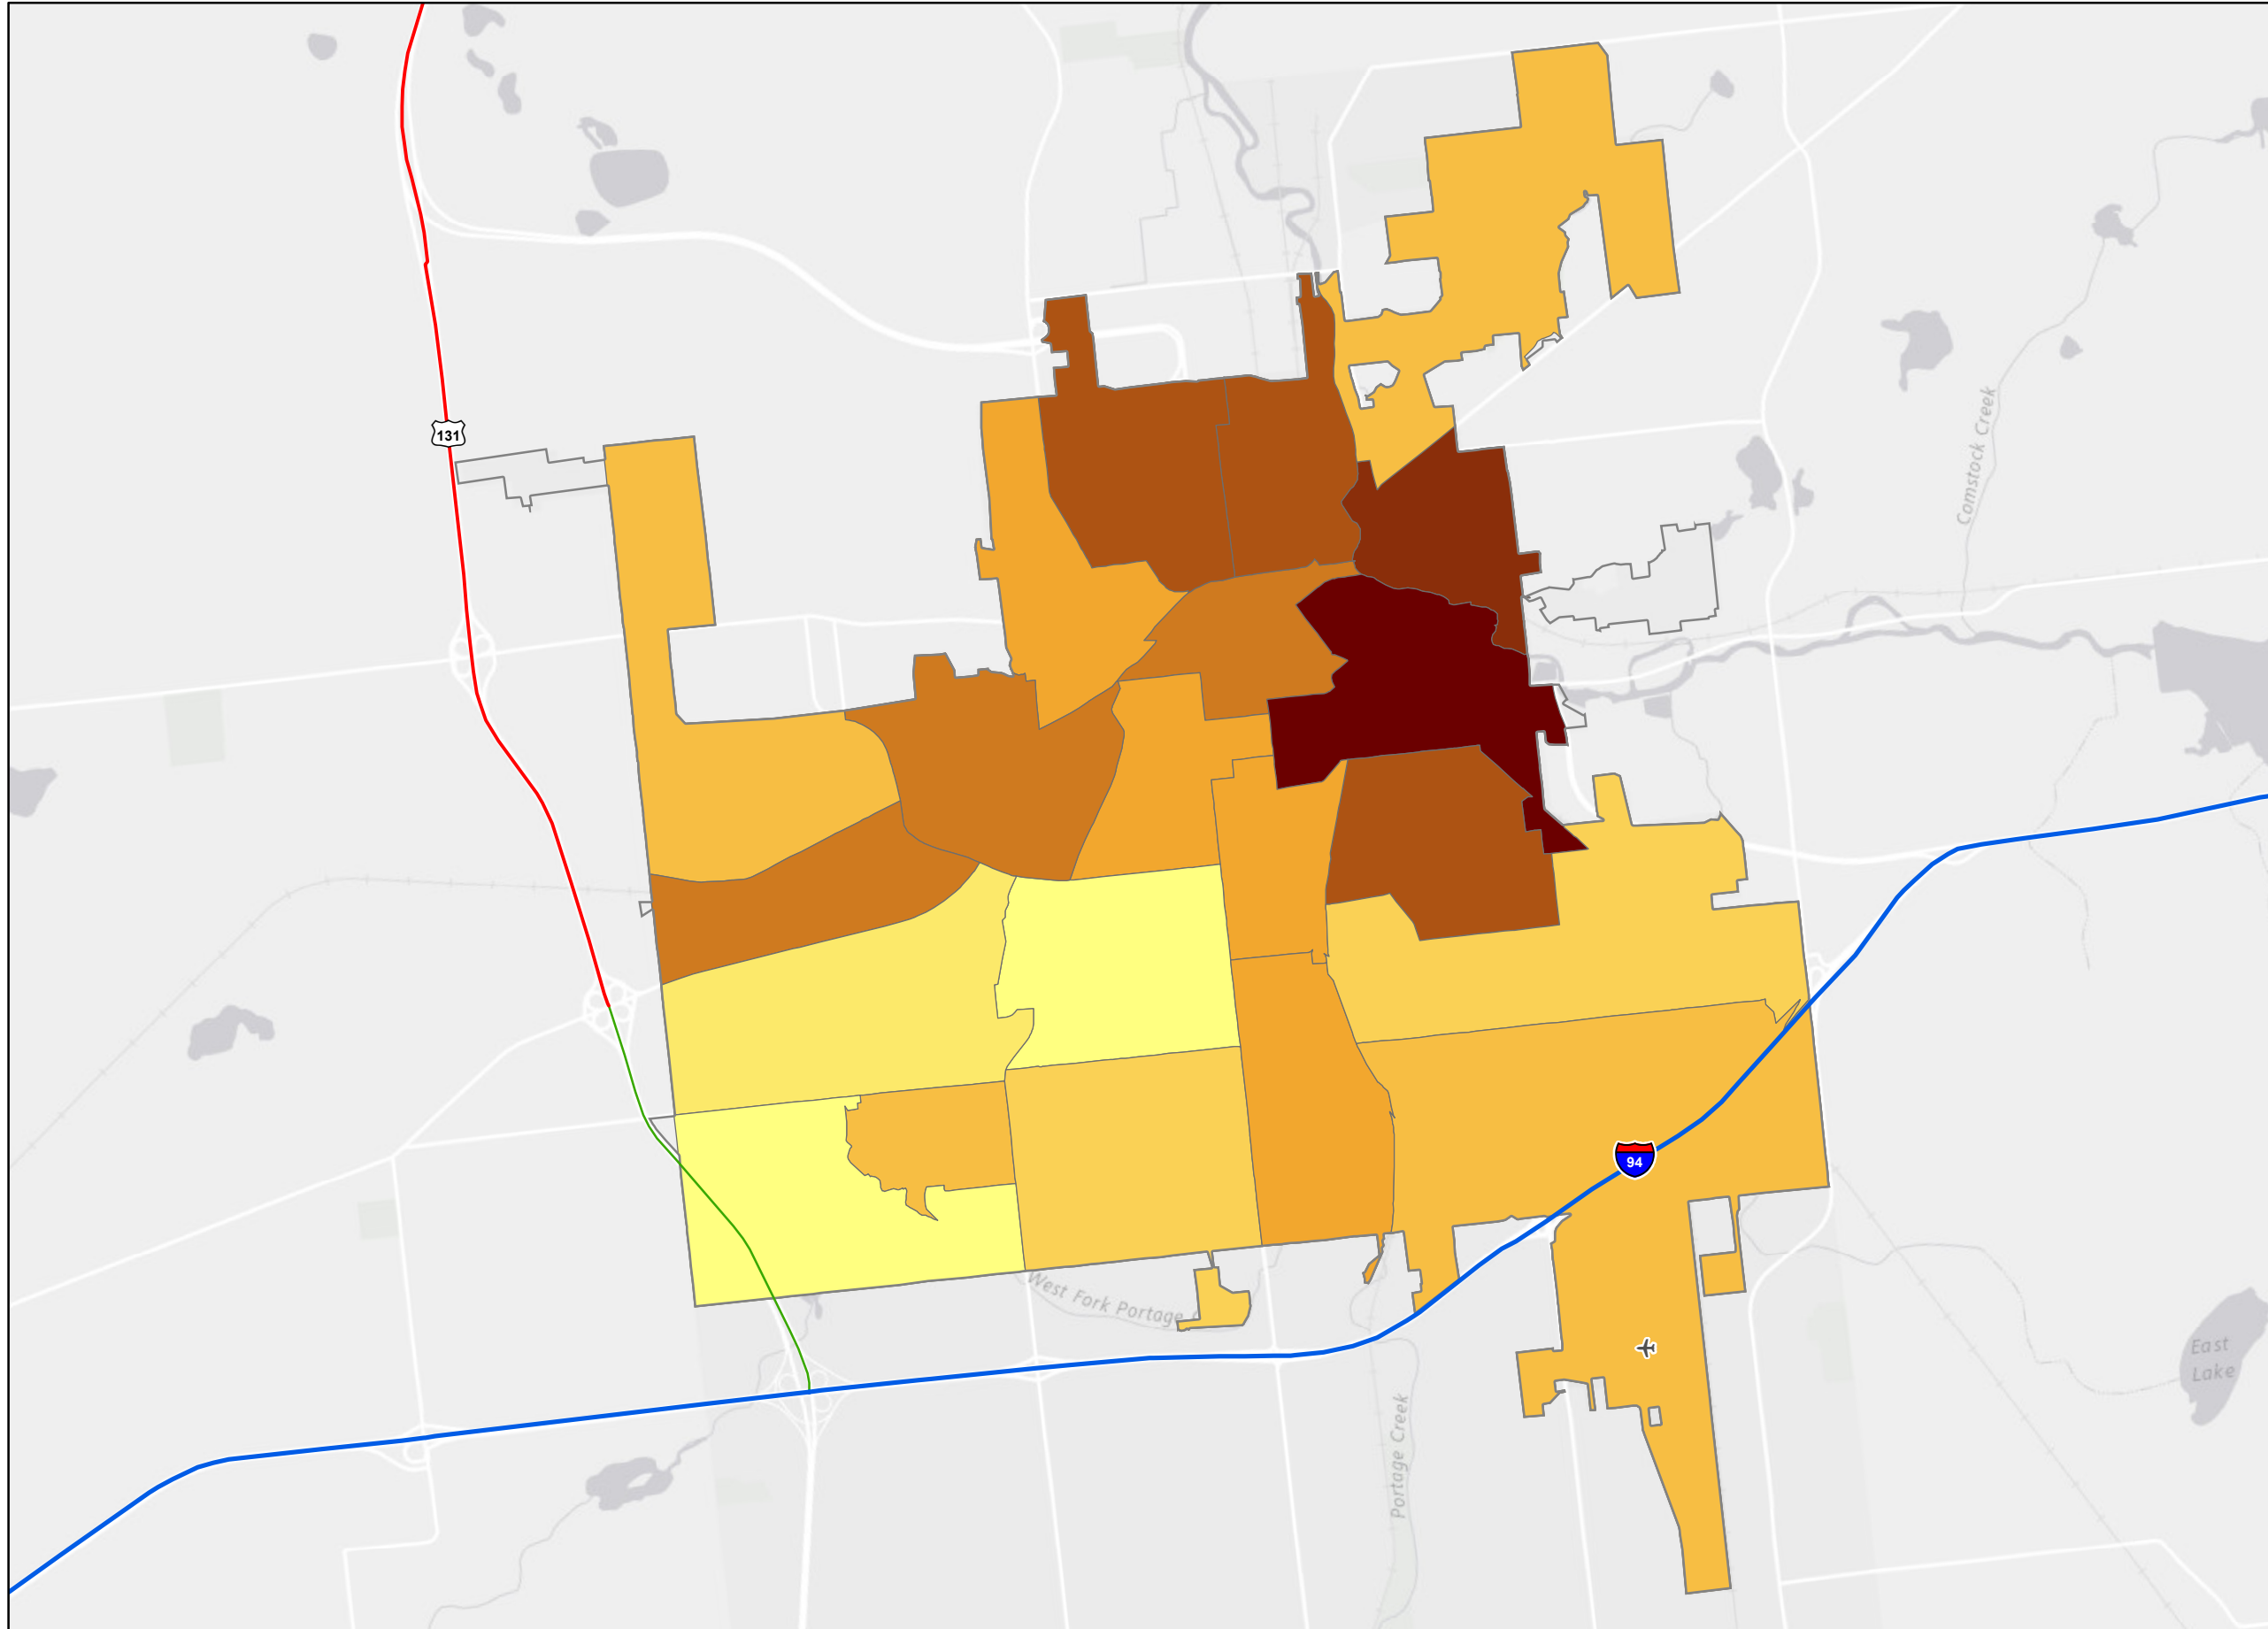 131
Comstock Creek
94
West Fork Portage
East
Lake
Portage Creek